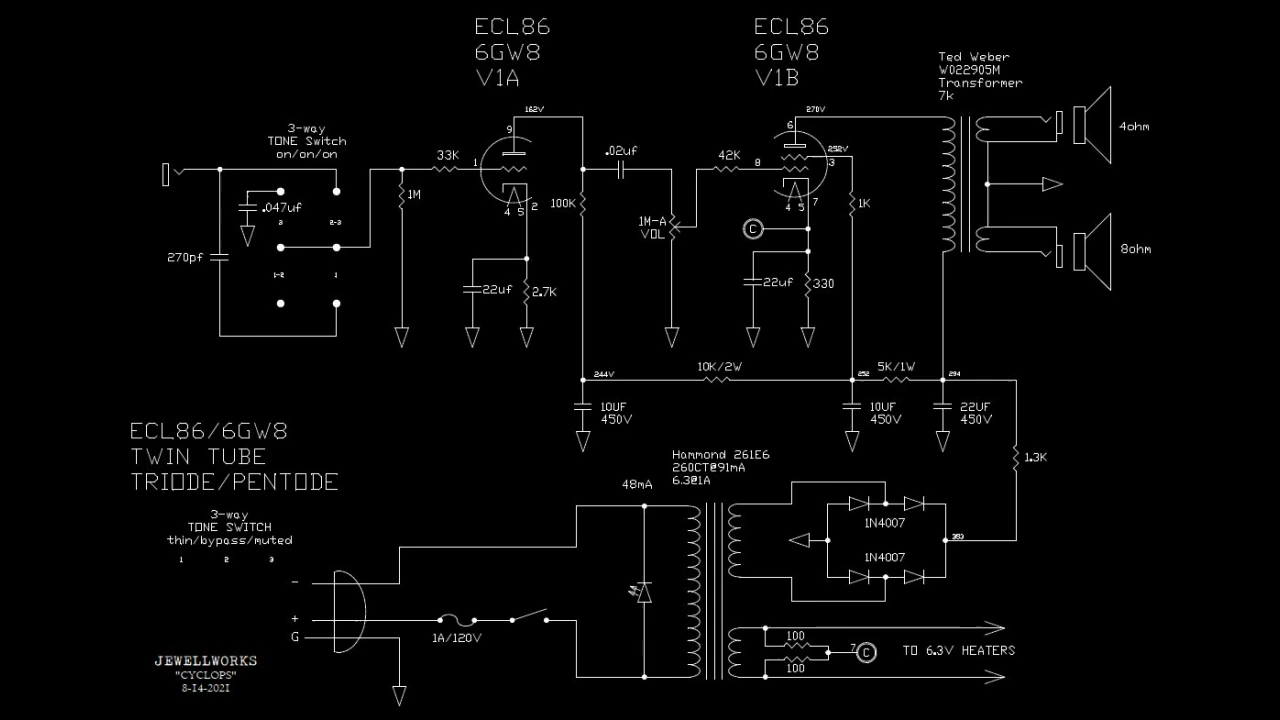 ECL86
6GW8
V1A
ECL86
6GW8
V1B
Ted Weber
W022905M
Transformer
7k
3-way
TONE Switch
on/on/on
162V
9
33K
1
4 5
2
1M
.047uf
3
2-3
1-2
1
270pf
100K
.02uf
22uf
2.7K
1M-A
VOL
42K
8
6
270V
252V
3
4 5
7
C
22uf
330
1K
4ohm
8ohm
244V
10K/2W
252
5K/1W
294
10UF
450V
10UF
450V
22UF
450V
1.3K
ECL86/6GW8
TWIN TUBE
TRIODE/PENTODE
3-way
TONE SWITCH
thin/bypass/muted
1 2 3
Hammond 261E6
260CT@91mA
6.3@1A
48mA
1N4007
1N4007
353
-
+
G
1A/120V
100
100
7
C
TO 6.3V HEATERS
JEWELLWORKS
"CYCLOPS"
8-14-2021